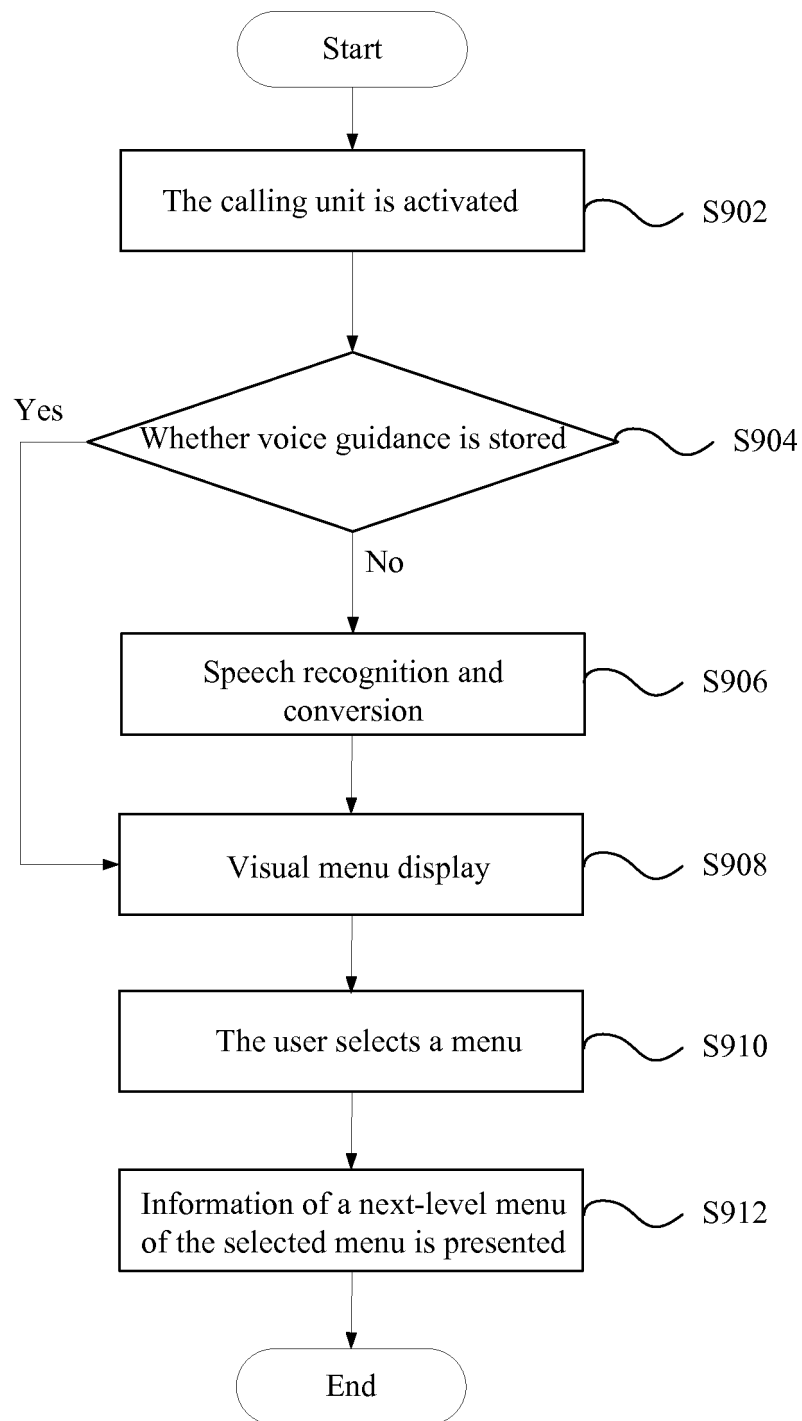 Start
The calling unit is activated
S902
Yes
Whether voice guidance is stored
S904
No
Speech recognition and
conversion
S906
Visual menu display
S908
The user selects a menu
S910
Information of a next-level menu
of the selected menu is presented
S912
End